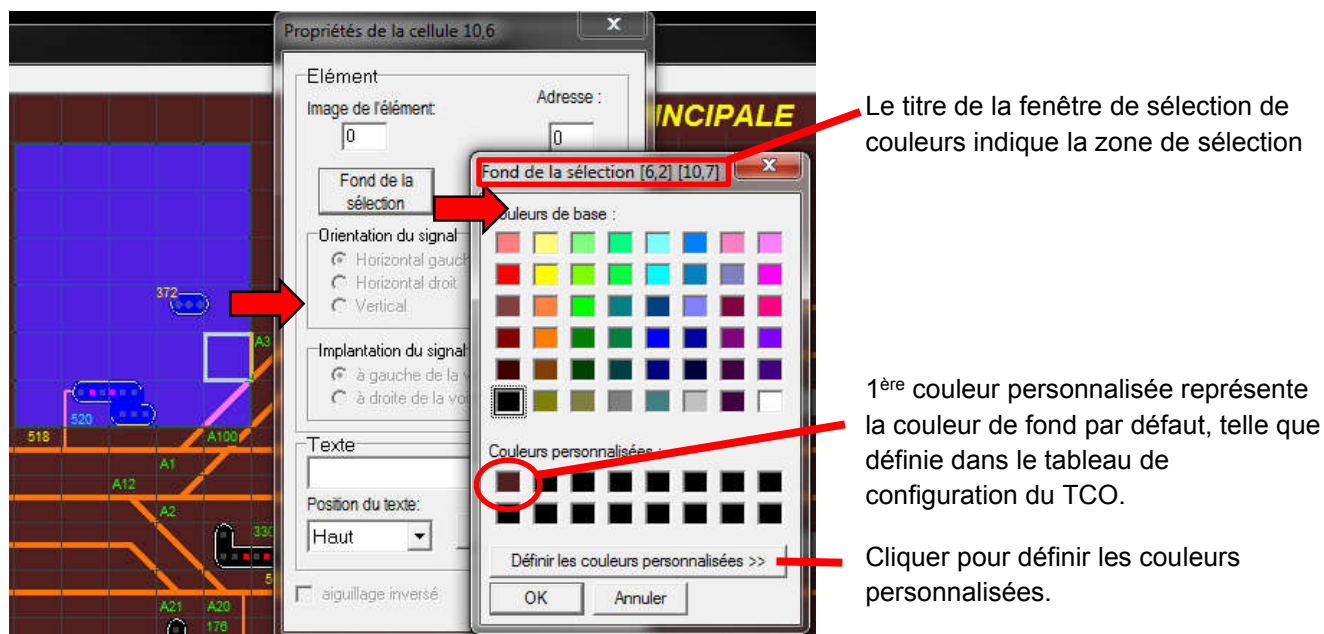 Propriétés de la cellule 10,6
x
Elément
Image de l'élément:
Adresse :
0
0
INCIPALE
Fond de la
sélection
Fond de la sélection [6,2] [10,7]
x
ouleurs de base :
Orientation du signal
Horizontal gauch
Horizontal droit
Vertical
Implantation du signal
à gauche de la v
à droite de la voi
Texte
Position du texte:
Haut
aiguillage inversé
Couleurs personnalisées :
Définir les couleurs personnalisées >>
OK
Annuler
372
A3
520
518
A100
A1
A12
A2
330
5
A21
A20
176
Le titre de la fenêtre de sélection de
couleurs indique la zone de sélection
1ère couleur personnalisée représente
la couleur de fond par défaut, telle que
définie dans le tableau de
configuration du TCO.
Cliquer pour définir les couleurs
personnalisées.